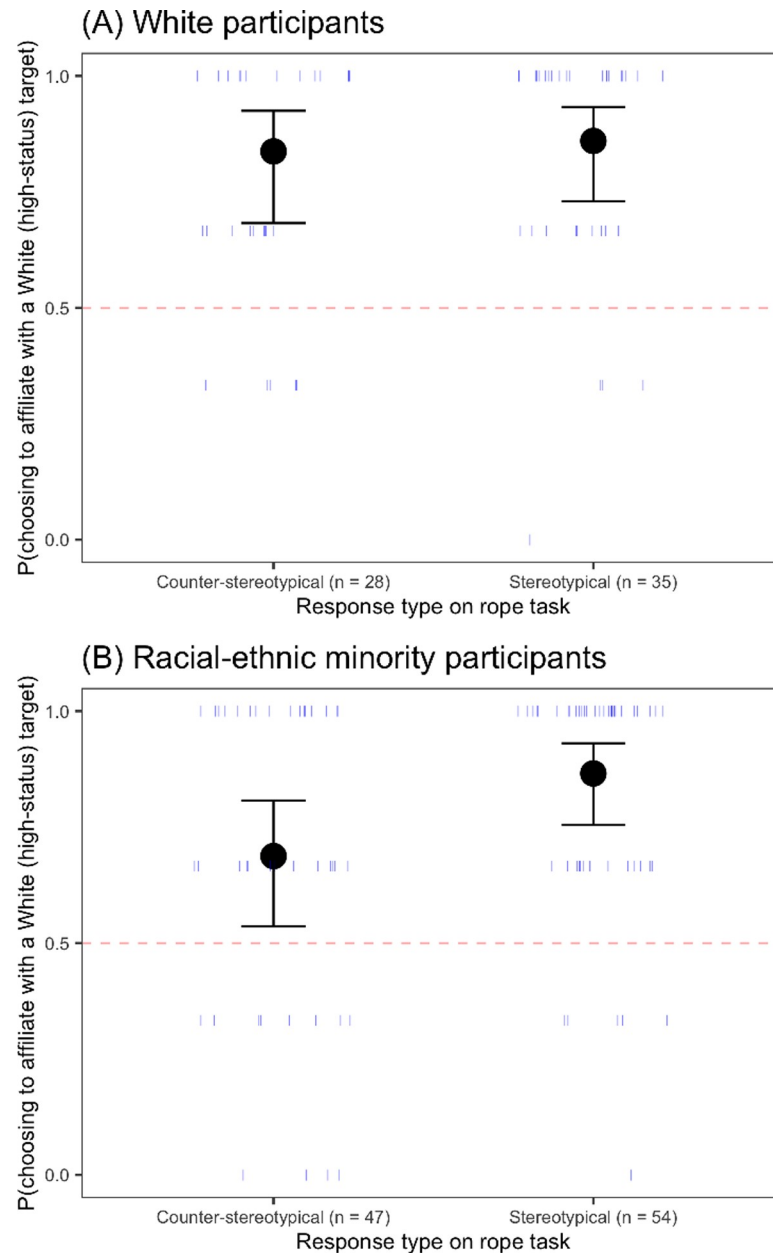 (A) White participants
P(choosing to affiliate with a White (high-status) target)
1.0
0.5
0.0
Counter-stereotypical (n = 28)
Stereotypical (n = 35)
Response type on rope task
(B) Racial-ethnic minority participants
P(choosing to affiliate with a White (high-status) target)
1.0
0.5
0.0
Counter-stereotypical (n = 47)
Stereotypical (n = 54)
Response type on rope task